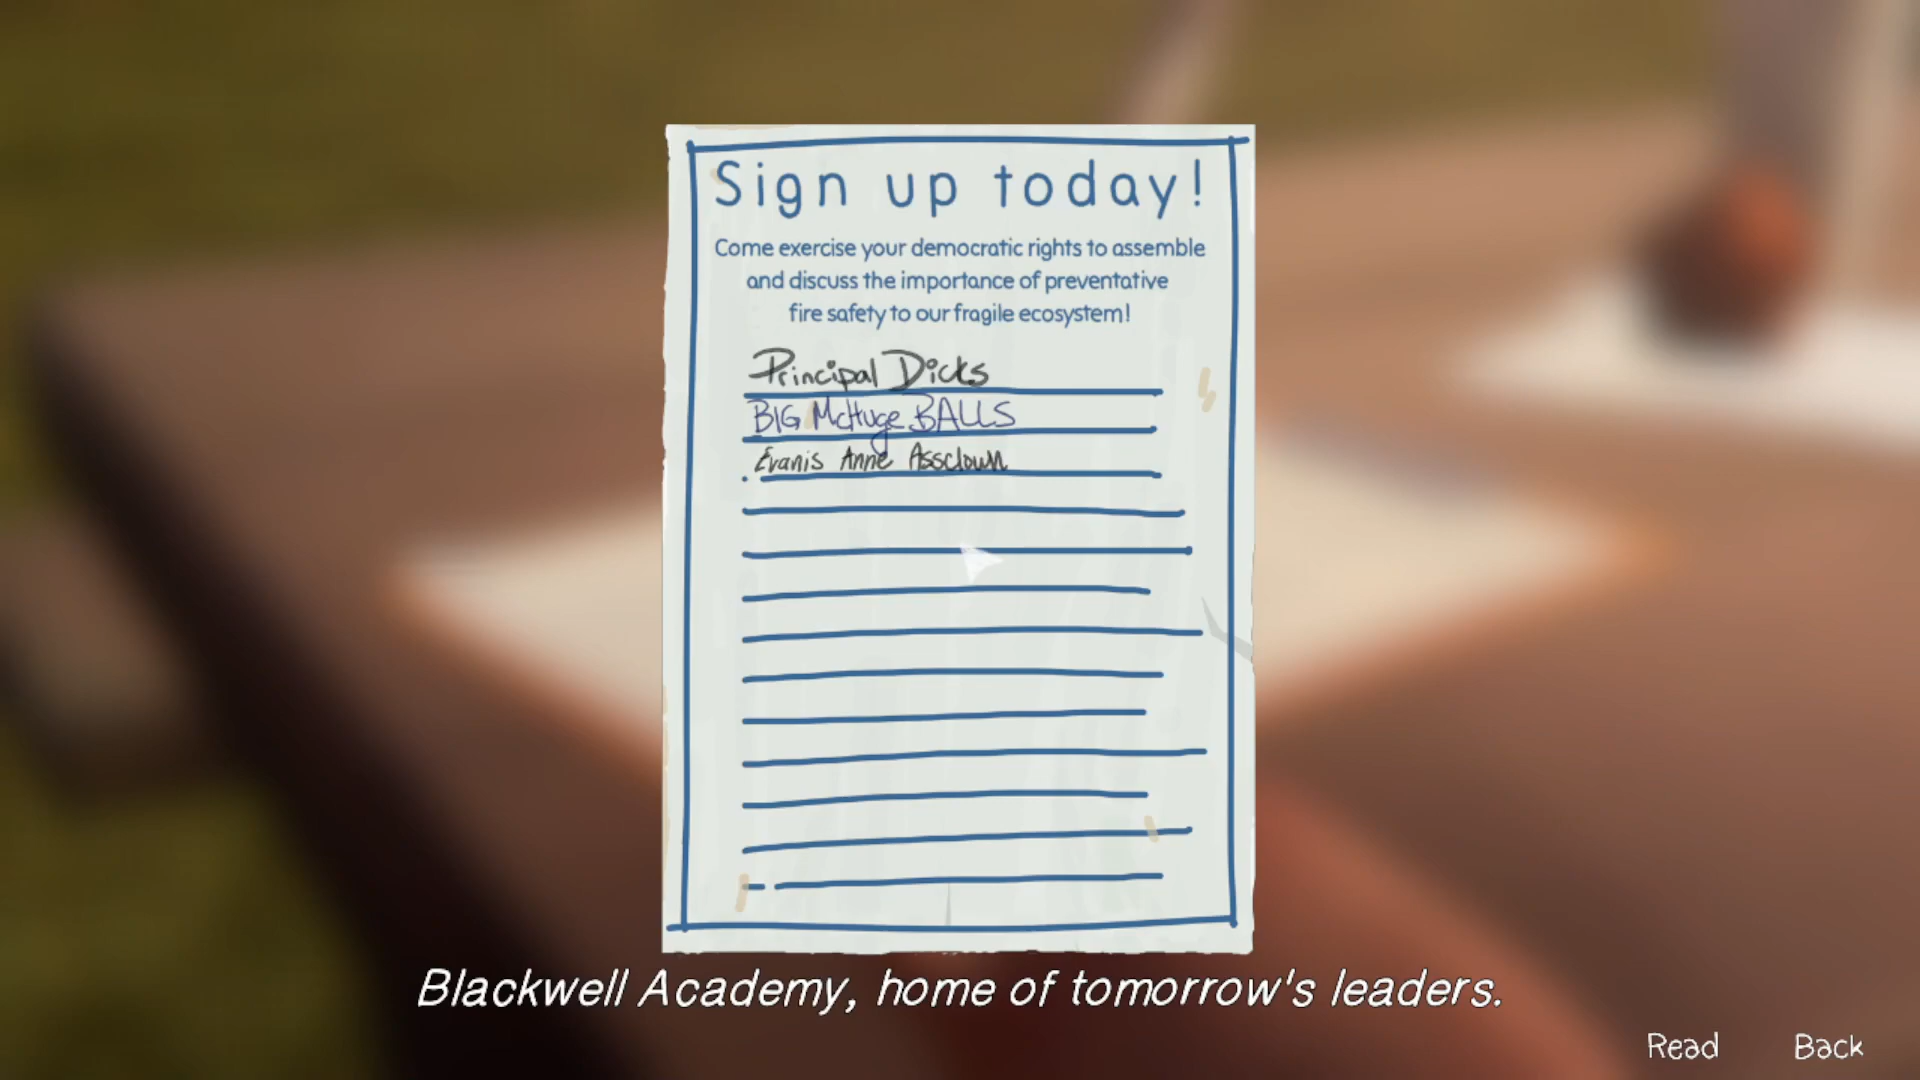 Sign up today!
Come exercise your democratic rights to assemble
and discuss the importance of preventative
fire safety to our fragile ecosystem!
Principal Dicks
BIG McHuge BALLS
Evanis Anne Assclown
Blackwell Academy, home of tomorrow's leaders.
Read Back